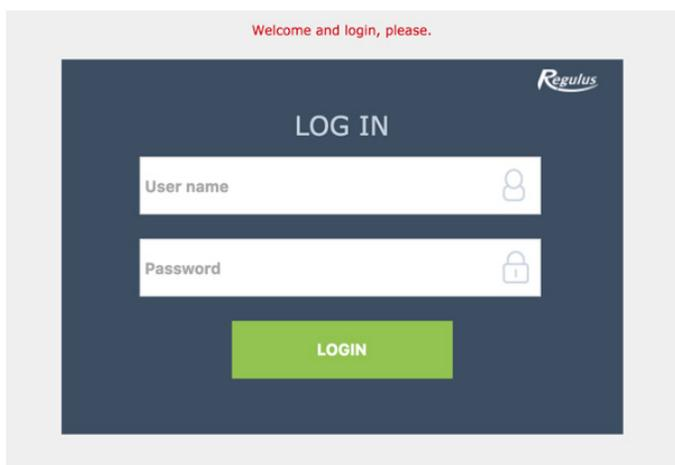 Welcome and login, please.
Regulus
LOG IN
User name
Password
LOGIN